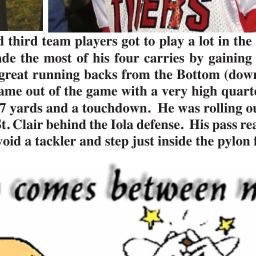 TIGERS
d third team players got to play a lot in the
ade the most of his four carries by gaining
great running backs from the Bottom (down
ame out of the game with a very high quarte
7 yards and a touchdown. He was rolling ou
St. Clair behind the Iola defense. His pass rea
void a tackler and step just inside the pylon f
comes between m